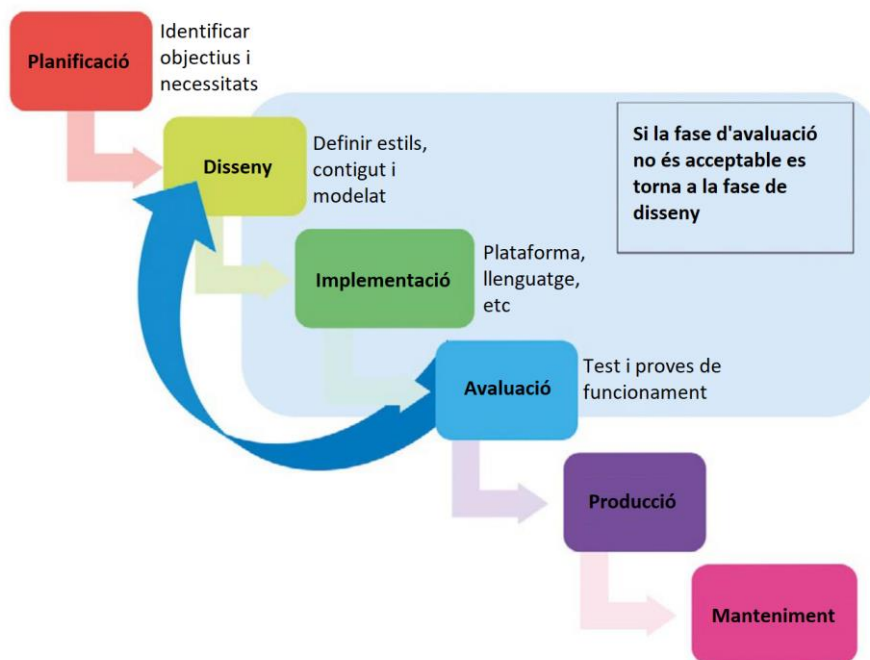 Planificació
Identificar
objectius i
necessitats
Disseny
Definir estils,
contigut i
modelat
Si la fase d'avaluació
no és acceptable es
torna a la fase de
disseny
Implementació
Plataforma,
llenguatge,
etc
Avaluació
Test i proves de
funcionament
Producció
Manteniment